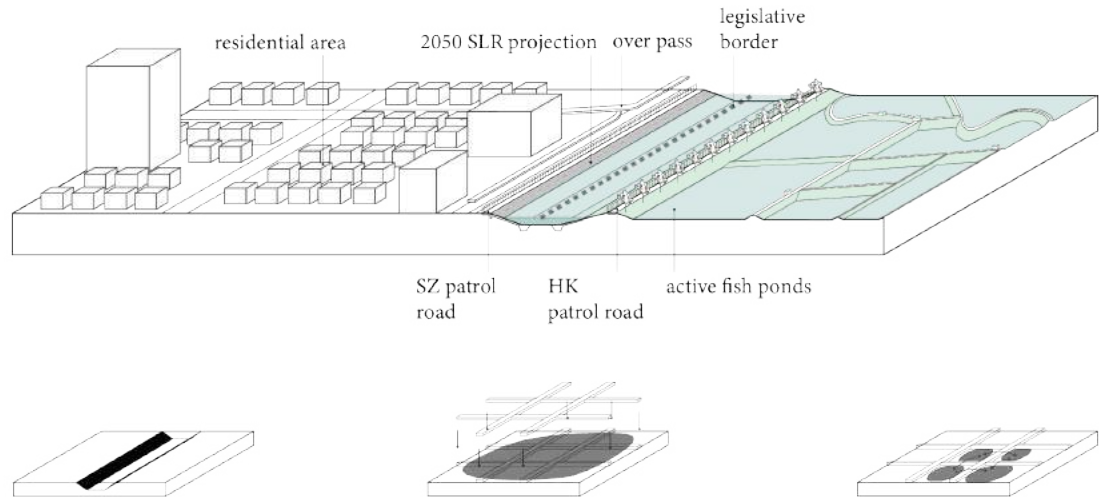 legislative
border
residential area
2050 SLR projection
over pass
SZ patrol
road
HK
patrol road
active fish ponds